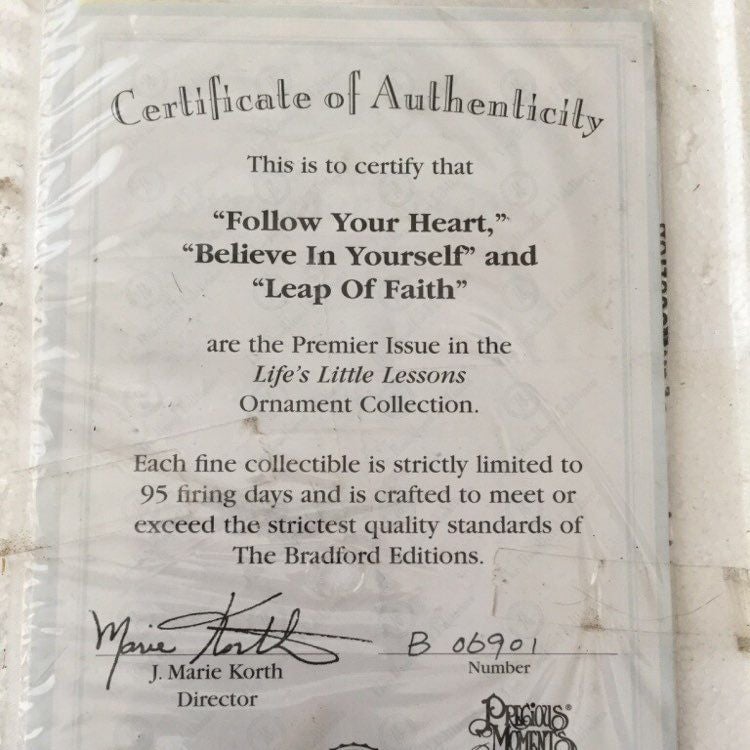 Certificate of Authenticity
This is to certify that
“Follow Your Heart,”
“Believe In Yourself” and
“Leap Of Faith”
are the Premier Issue in the
Life's Little Lessons
Ornament Collection.
Each fine collectible is strictly limited to
95 firing days and is crafted to meet or
exceed the strictest quality standards of
The Bradford Editions.
Marie Korth
B 06901
J. Marie Korth
Number
Director
PRECIOUS
MOMENTS